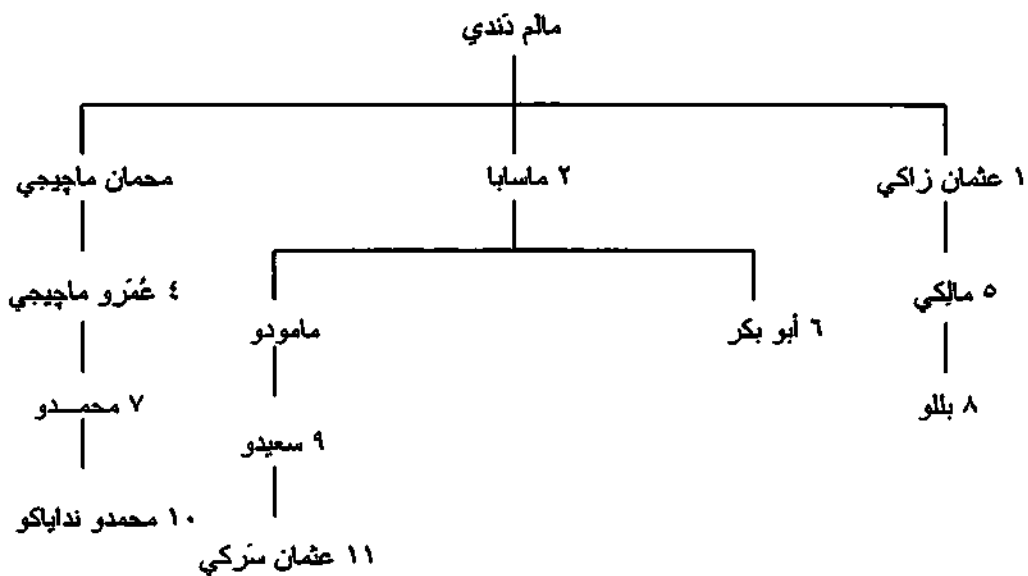 مالم دَندي
١ عثمان زاكي
٢ ماسابا
محمان ماچيجي
٥ مالِكي
٤ عُمَرو ماچيجي
٦ أبو بكر
مامودو
٨ بللو
٧ محمــدو
٩ سعيدو
١٠ محمدو نداياكو
١١ عثمان سَركي